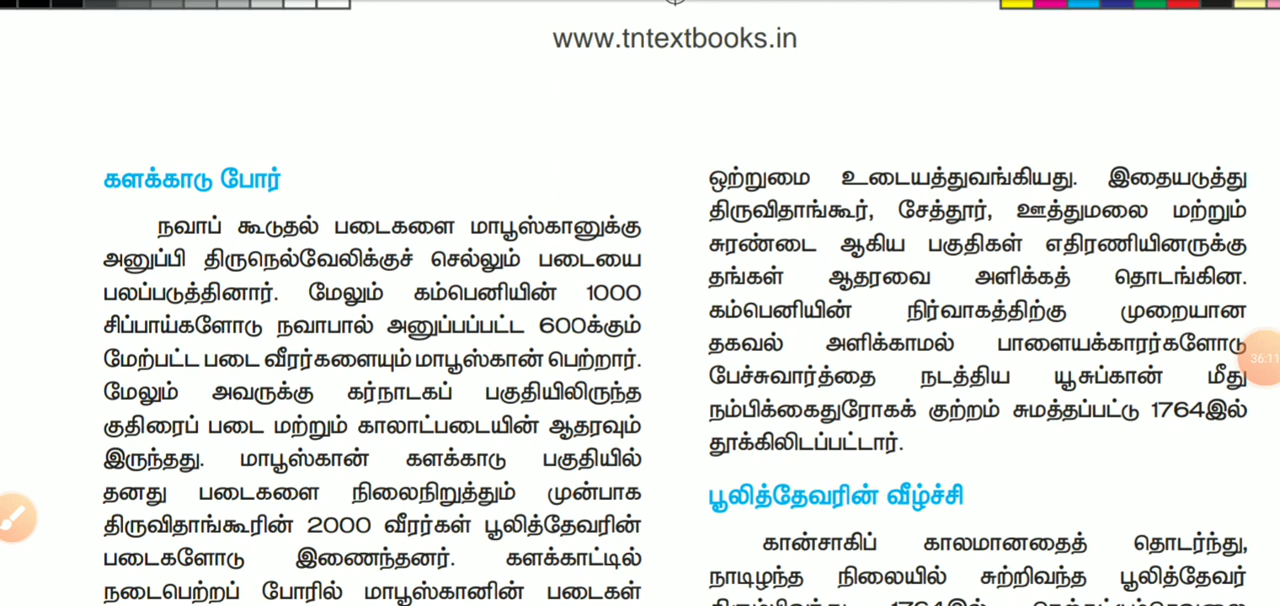 www.tntextbooks.in
களக்காடு போர்
நவாப் கூடுதல் படைகளை மாபூஸ்கானுக்கு
அனுப்பி திருநெல்வேலிக்குச் செல்லும் படையை
பலப்படுத்தினார். மேலும் கம்பெனியின் 1000
சிப்பாய்களோடு நவாபால் அனுப்பப்பட்ட 600க்கும்
மேற்பட்ட படை வீரர்களையும் மாபூஸ்கான் பெற்றார்.
மேலும் அவருக்கு கர்நாடகப் பகுதியிலிருந்த
குதிரைப் படை மற்றும் காலாட்படையின் ஆதரவும்
இருந்தது. மாபூஸ்கான் களக்காடு பகுதியில்
தனது படைகளை நிலைநிறுத்தும் முன்பாக
திருவிதாங்கூரின் 2000 வீரர்கள் பூலித்தேவரின்
படைகளோடு இணைந்தனர். களக்காட்டில்
நடைபெற்றப் போரில் மாபூஸ்கானின் படைகள்
ஒற்றுமை உடையத்துவங்கியது. இதையடுத்து
திருவிதாங்கூர், சேத்தூர், ஊத்துமலை மற்றும்
சுரண்டை ஆகிய பகுதிகள் எதிரணியினருக்கு
தங்கள் ஆதரவை அளிக்கத் தொடங்கின.
கம்பெனியின் நிர்வாகத்திற்கு முறையான
தகவல் அளிக்காமல் பாளையக்காரர்களோடு
பேச்சுவார்த்தை நடத்திய யூசுப்கான் மீது
நம்பிக்கைதுரோகக் குற்றம் சுமத்தப்பட்டு 1764இல்
தூக்கிலிடப்பட்டார்.
பூலித்தேவரின் வீழ்ச்சி
கான்சாகிப் காலமானதைத் தொடர்ந்து,
நாடிழந்த நிலையில் சுற்றிவந்த பூலித்தேவர்
1764இல்
36:11